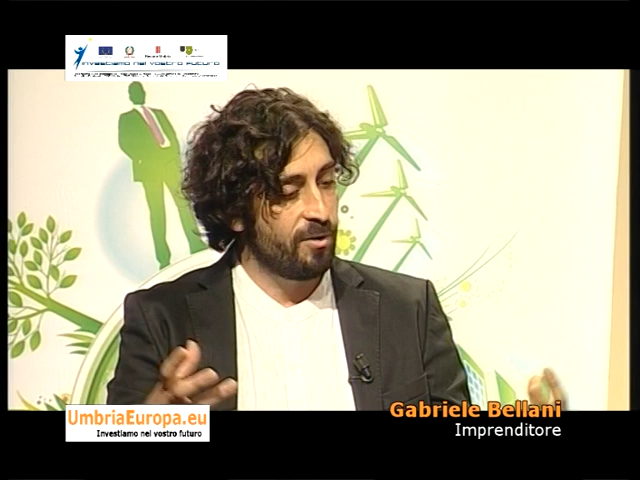 investiamo nel vostro futuro
UmbriaEuropa.eu
Investiamo nel vostro futuro
Gabriele Bellani
Imprenditore